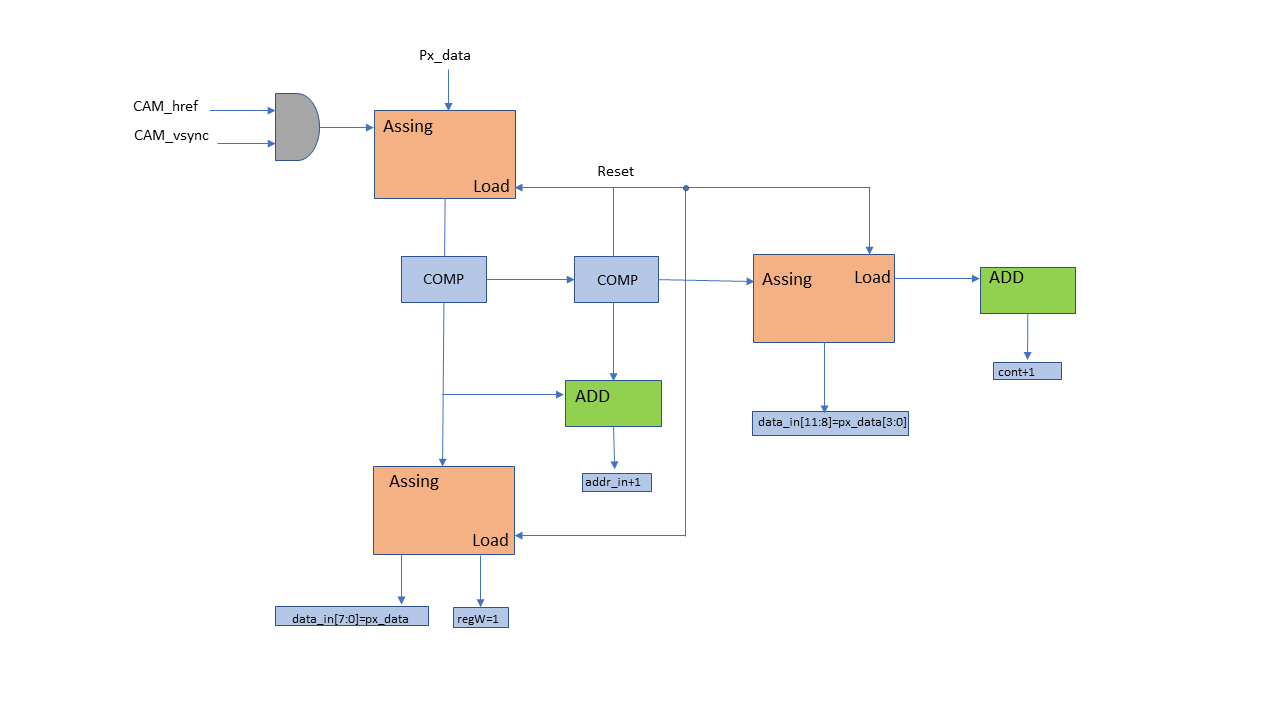 Px_data
CAM_href
CAM_vsync
Assing
Load
Reset
COMP
COMP
Assing
Load
ADD
cont+1
ADD
data_in[11:8]=px_data[3:0]
addr_in+1
Assing
Load
data_in[7:0]=px_data
regW=1